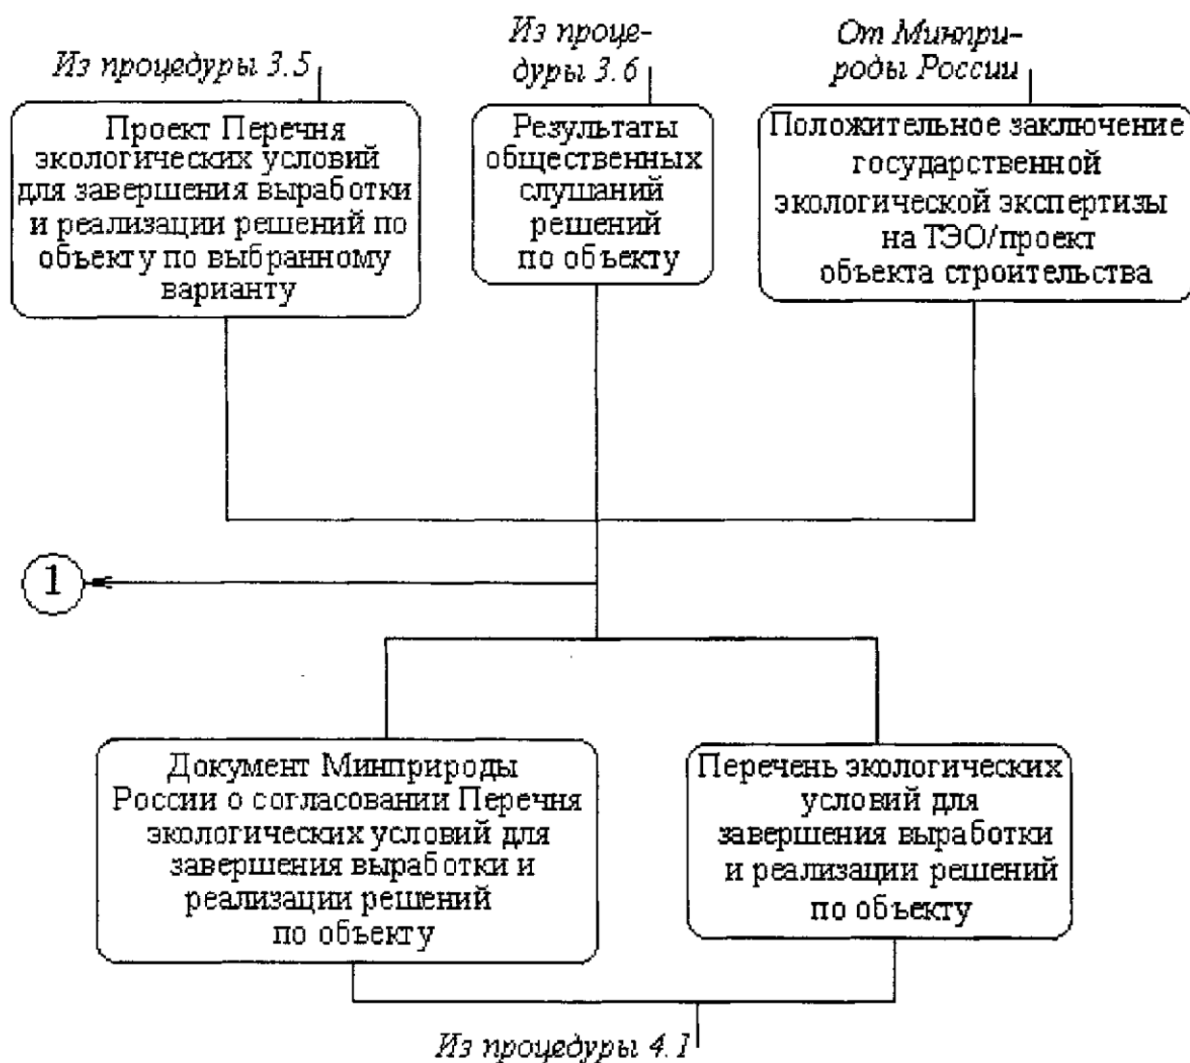 Из процедуры 3.5
Из проце-
дуры 3.6
От Минпри-
роды России
Проект Перечня
экологических условий
для завершения выработки
и реализации решений по
объекту по выбранному
варианту
Результаты
общественных
слушаний
решений
по объекту
Положительное заключение
государственной
экологической экспертизы
на ТЭО/проект
объекта строительства
1
Документ Минприроды
России о согласовании Перечня
экологических условий для
завершения выработки и
реализации решений
по объекту
Перечень экологических
условий для
завершения выработки
и реализации решений
по объекту
Из процедуры 4.1